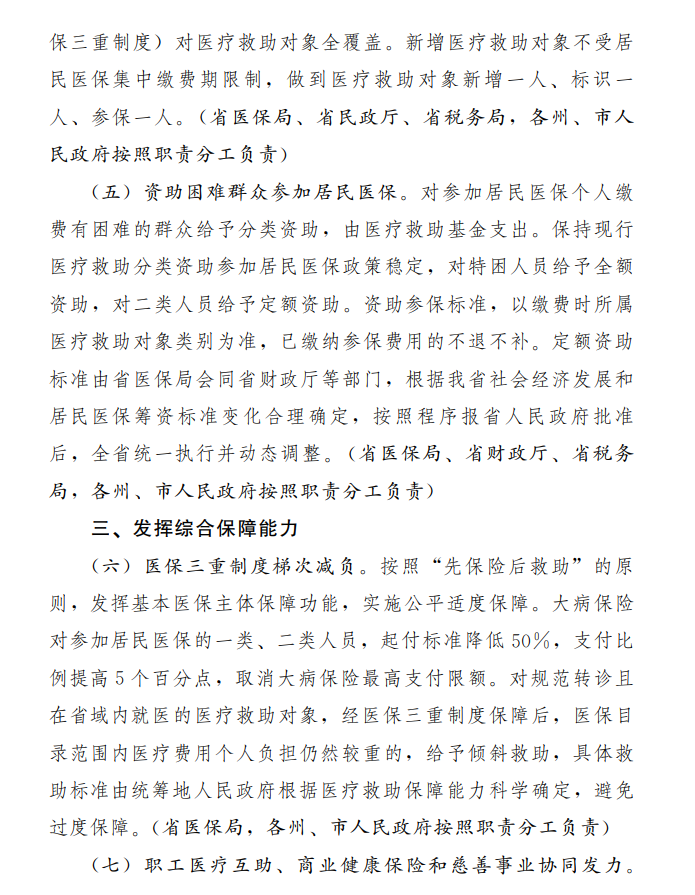 保三重制度）对医疗救助对象全覆盖。新增医疗救助对象不受居
民医保集中缴费期限制，做到医疗救助对象新增一人、标识一
人、参保一人。（省医保局、省民政厅、省税务局，各州、市人
民政府按照职责分工负责）
（五）资助困难群众参加居民医保。对参加居民医保个人缴
费有困难的群众给予分类资助，由医疗救助基金支出。保持现行
医疗救助分类资助参加居民医保政策稳定，对特困人员给予全额
资助，对二类人员给予定额资助。资助参保标准，以缴费时所属
医疗救助对象类别为准，已缴纳参保费用的不退不补。定额资助
标准由省医保局会同省财政厅等部门，根据我省社会经济发展和
居民医保筹资标准变化合理确定，按照程序报省人民政府批准
后，全省统一执行并动态调整。（省医保局、省财政厅、省税务
局，各州、市人民政府按照职责分工负责）
三、发挥综合保障能力
（六）医保三重制度梯次减负。按照“先保险后救助”的原
则，发挥基本医保主体保障功能，实施公平适度保障。大病保险
对参加居民医保的一类、二类人员，起付标准降低50%，支付比
例提高5个百分点，取消大病保险最高支付限额。对规范转诊且
在省域内就医的医疗救助对象，经医保三重制度保障后，医保目
录范围内医疗费用个人负担仍然较重的，给予倾斜救助，具体救
助标准由统筹地人民政府根据医疗救助保障能力科学确定，避免
过度保障。（省医保局，各州、市人民政府按照职责分工负责）
（七）职工医疗互助、商业健康保险和慈善事业协同发力。